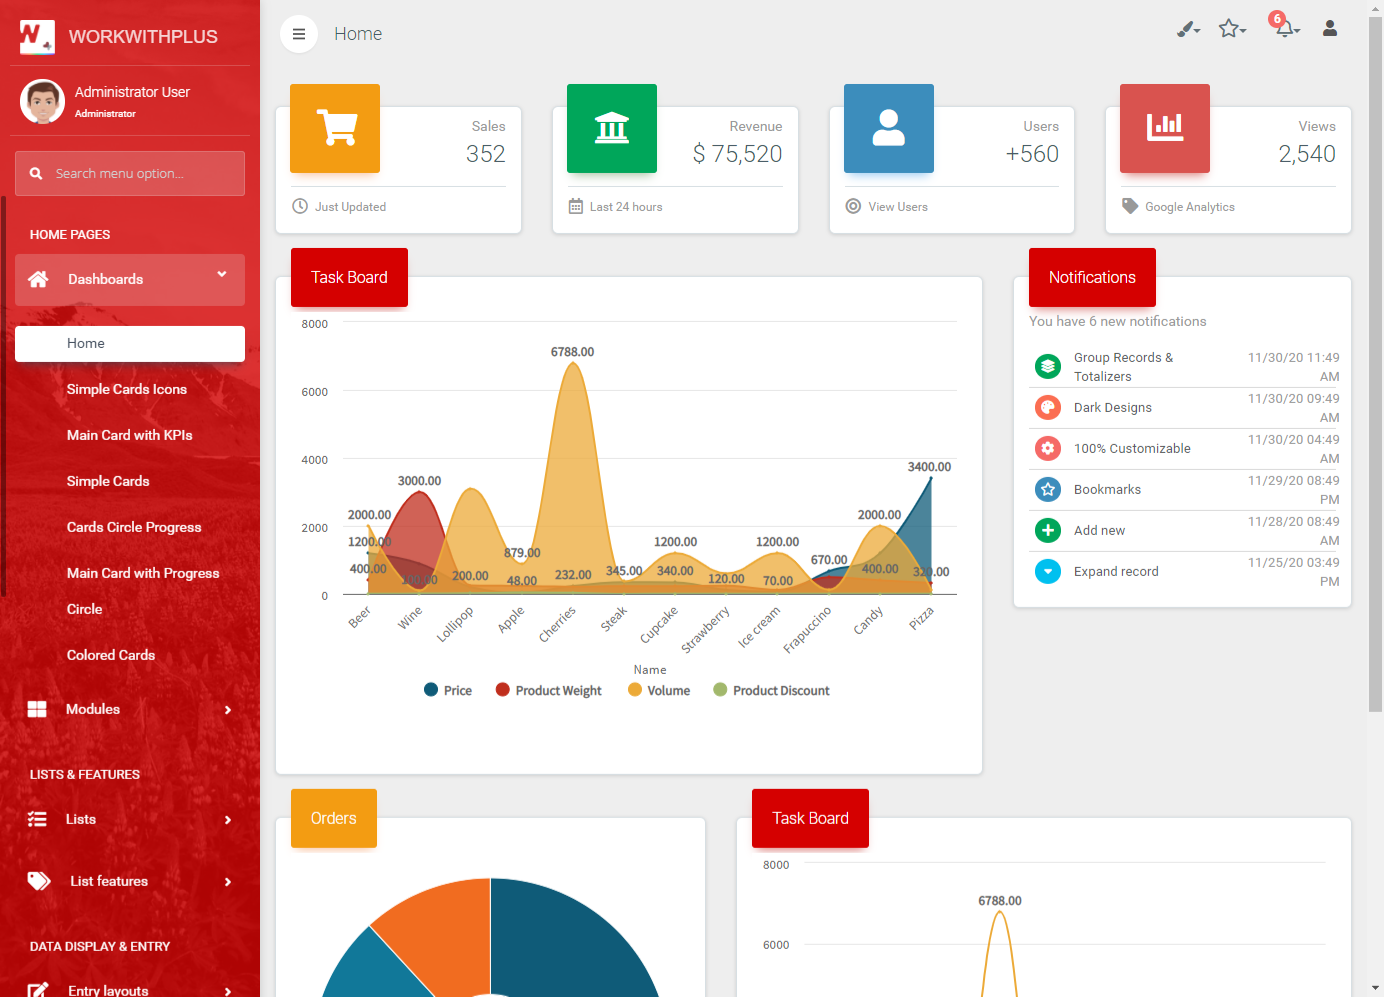 WORKWITHPLUS
Administrator User
Administrator
Search menu option...
HOME PAGES
Dashboards
Home
Simple Cards Icons
Main Card with KPIs
Simple Cards
Cards Circle Progress
Main Card with Progress
Circle
Colored Cards
Modules
LISTS & FEATURES
Lists
List features
DATA DISPLAY & ENTRY
Entry layouts
Home
6
Sales
352
Just Updated
Revenue
$ 75,520
Last 24 hours
Users
+560
View Users
Views
2,540
Google Analytics
Task Board
8000
6000
4000
2000
0
6788.00
3000.00
3400.00
2000.00
2000.00
1200.00
879.00
1200.00
1200.00
670.00
400.00
200.00
48.00
232.00
345.00
340.00
120.00
70.00
400.00
320.00
Beer
Wine
Lollipop
Apple
Cherries
Steak
Cupcake
Strawberry
Ice cream
Frapuccino
Candy
Pizza
Name
Price
Product Weight
Volume
Product Discount
Notifications
You have 6 new notifications
Group Records & 11/30/20 11:49
Totalizers AM
Dark Designs 11/30/20 09:49
AM
100% Customizable 11/30/20 04:49
AM
Bookmarks 11/29/20 08:49
PM
Add new 11/28/20 08:49
AM
Expand record 11/25/20 03:49
PM
Orders
Task Board
8000
6788.00
6000